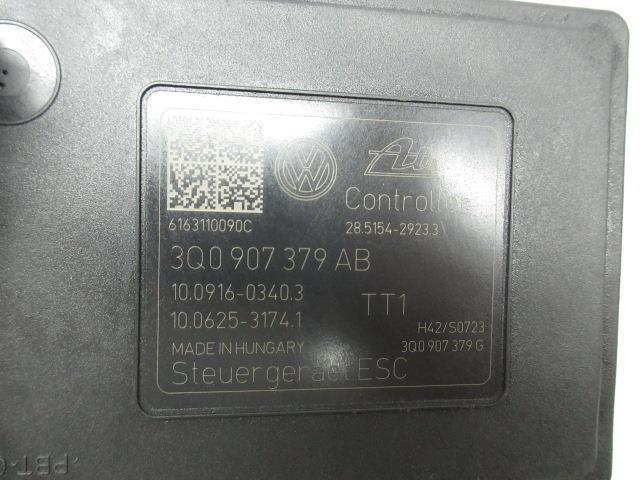 VW
Controller
6163110090C
28.5154-2923.3
3Q0 907 379 AB
10.0916-0340.3
TT1
10.0625-3174.1
H42/S0723
MADE IN HUNGARY
3Q0 907 379 G
Steuergeraet ESC